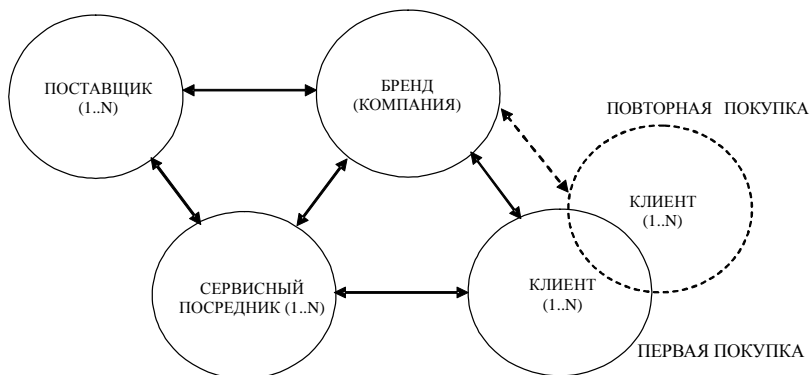 ПОСТАВЩИК
(1..N)
БРЕНД
(КОМПАНИЯ)
ПОВТОРНАЯ ПОКУПКА
КЛИЕНТ
(1..N)
СЕРВИСНЫЙ
ПОСРЕДНИК (1..N)
КЛИЕНТ
(1..N)
ПЕРВАЯ ПОКУПКА